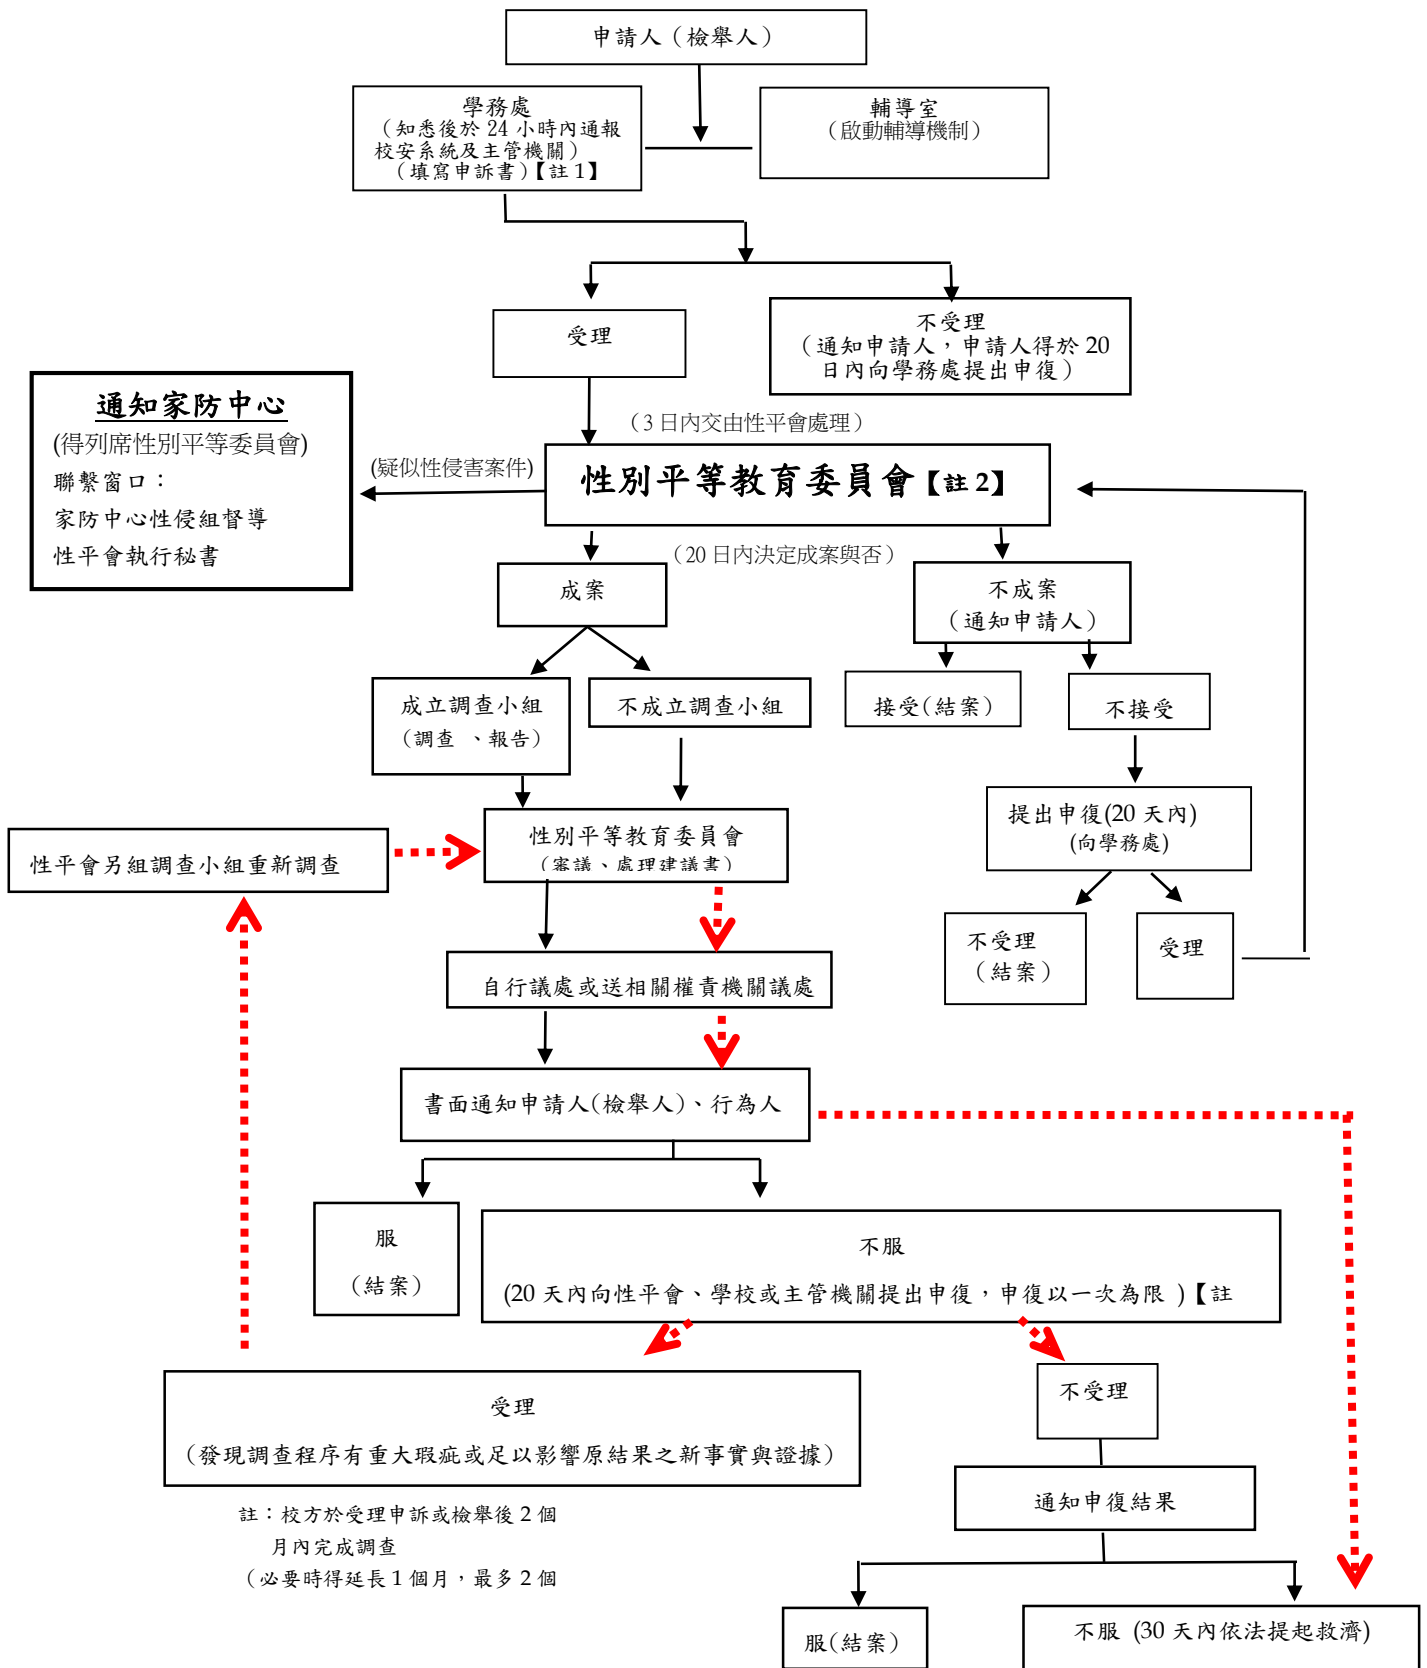 申請人（檢舉人）
學務處
（知悉後於 24 小時內通報
校安系統及主管機關）
（填寫申訴書）【註 1】
輔導室
（啟動輔導機制）
受理
不受理
（通知申請人，申請人得於 20
日內向學務處提出申復）
通知家防中心
(得列席性別平等委員會)
聯繫窗口：
家防中心性侵組督導
性平會執行秘書
（3 日內交由性平會處理）
(疑似性侵害案件)
性別平等教育委員會【註 2】
（20 日內決定成案與否）
成案
不成案
（通知申請人）
成立調查小組
（調查 、報告）
不成立調查小組
接受(結案）
不接受
提出申復(20 天內)
(向學務處)
性平會另組調查小組重新調查
性別平等教育委員會
（審議、處理建議書）
不受理
（結案）
受理
自行議處或送相關權責機關議處
書面通知申請人(檢舉人)、行為人
服
（結案）
不服
(20 天內向性平會、學校或主管機關提出申復，申復以一次為限 )【註
受理
（發現調查程序有重大瑕疵或足以影響原結果之新事實與證據）
不受理
註：校方於受理申訴或檢舉後 2 個
月內完成調查
（必要時得延長 1 個月，最多 2 個
通知申復結果
服(結案）
不服 (30 天內依法提起救濟)